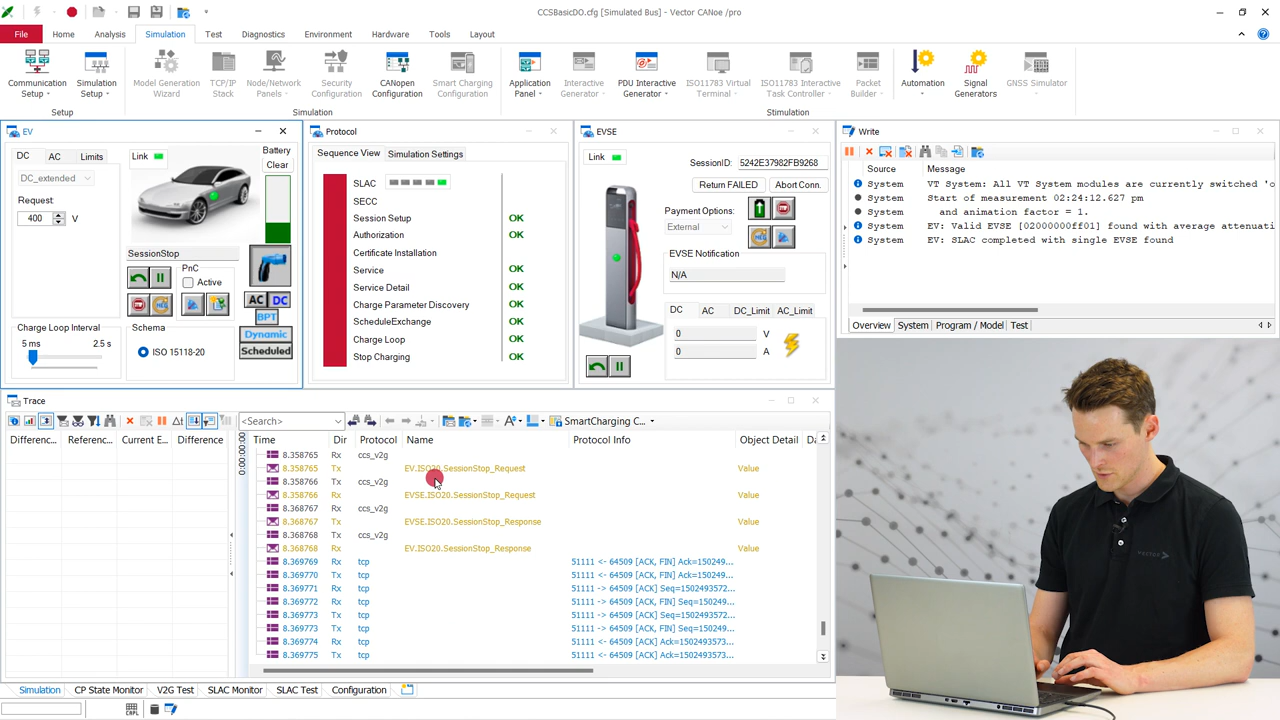 CCSBasicDO.cfg [Simulated Bus] - Vector CANoe /pro
File Home Analysis Simulation Test Diagnostics Environment Hardware Tools Layout
Communication Setup
Simulation Setup
Setup
Model Generation Wizard
TCP/IP Stack
Node/Network Panels
Security Configuration
CANopen Configuration
Smart Charging Configuration
Simulation
Application Panel
Interactive Generator
PDU Interactive Generator
ISO11783 Virtual Terminal
ISO11783 Interactive Task Controller
Packet Builder
Automation
Signal Generators
GNSS Simulator
Stimulation
EV
DC AC Limits
Link
Battery
Clear
DC_extended
Request:
400 V
SessionStop
PnC
Active
AC DC
BPT
Dynamic
Scheduled
Charge Loop Interval
5 ms 2.5 s
Schema
ISO 15118-20
Protocol
Sequence View Simulation Settings
SLAC
SECC
Session Setup OK
Authorization OK
Certificate Installation
Service OK
Service Detail OK
Charge Parameter Discovery OK
ScheduleExchange OK
Charge Loop OK
Stop Charging OK
EVSE
Link
SessionID: 5242E37982FB9268
Return FAILED Abort Conn.
Payment Options:
External
EVSE Notification
N/A
DC AC DC_Limit AC_Limit
0 V
0 A
Write
Source Message
System VT System: All VT System modules are currently switched 'o
System Start of measurement 02:24:12.627 pm
System and animation factor = 1.
System EV: Valid EVSE [02000000ff01] found with average attenuati
System EV: SLAC completed with single EVSE found
Overview System Program / Model Test
Trace
<Search> SmartCharging C...
Differenc... Referenc... Current E... Difference Time Dir Protocol Name Protocol Info Object Detail Da
0:00:00:00
8.358765 Rx ccs_v2g
8.358765 Tx EV.ISO20.SessionStop_Request Value
8.358766 Tx ccs_v2g
8.358766 Rx EVSE.ISO20.SessionStop_Request Value
8.368767 Rx ccs_v2g
8.368767 Tx EVSE.ISO20.SessionStop_Response Value
8.368768 Tx ccs_v2g
8.368768 Rx EV.ISO20.SessionStop_Response Value
8.369769 Rx tcp 51111 <- 64509 [ACK, FIN] Ack=150249...
8.369770 Tx tcp 51111 <- 64509 [ACK, FIN] Ack=150249...
8.369771 Rx tcp 51111 -> 64509 [ACK] Seq=1502493572...
8.369772 Rx tcp 51111 -> 64509 [ACK, FIN] Seq=150249...
8.369773 Tx tcp 51111 -> 64509 [ACK] Seq=1502493572...
8.369773 Tx tcp 51111 -> 64509 [ACK, FIN] Seq=150249...
8.369774 Rx tcp 51111 <- 64509 [ACK] Ack=1502493573...
8.369775 Tx tcp 51111 <- 64509 [ACK] Ack=1502493573...
Simulation CP State Monitor V2G Test SLAC Monitor SLAC Test Configuration
CAPL
VECTOR